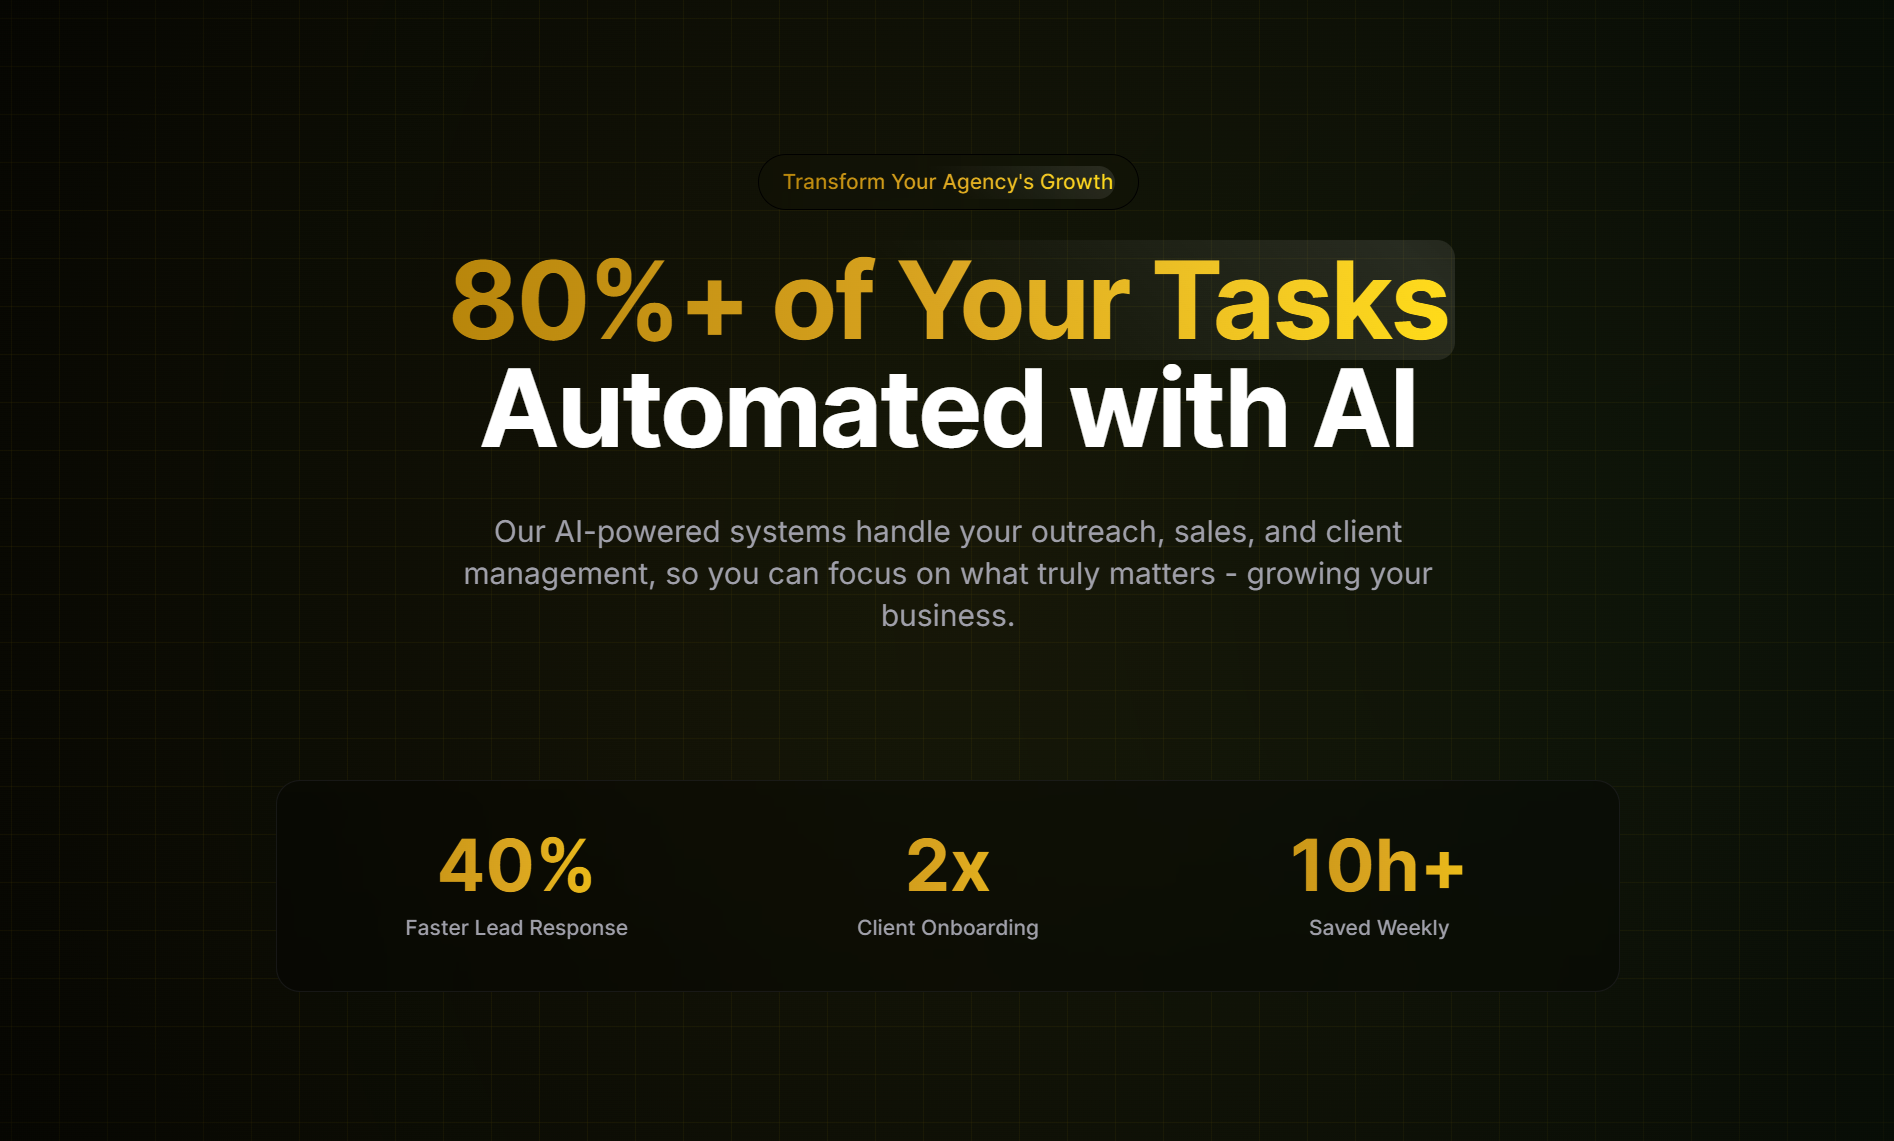 Transform Your Agency's Growth
80%+ of Your Tasks
Automated with AI
Our AI-powered systems handle your outreach, sales, and client
management, so you can focus on what truly matters - growing your
business.
40%
Faster Lead Response
2x
Client Onboarding
10h+
Saved Weekly